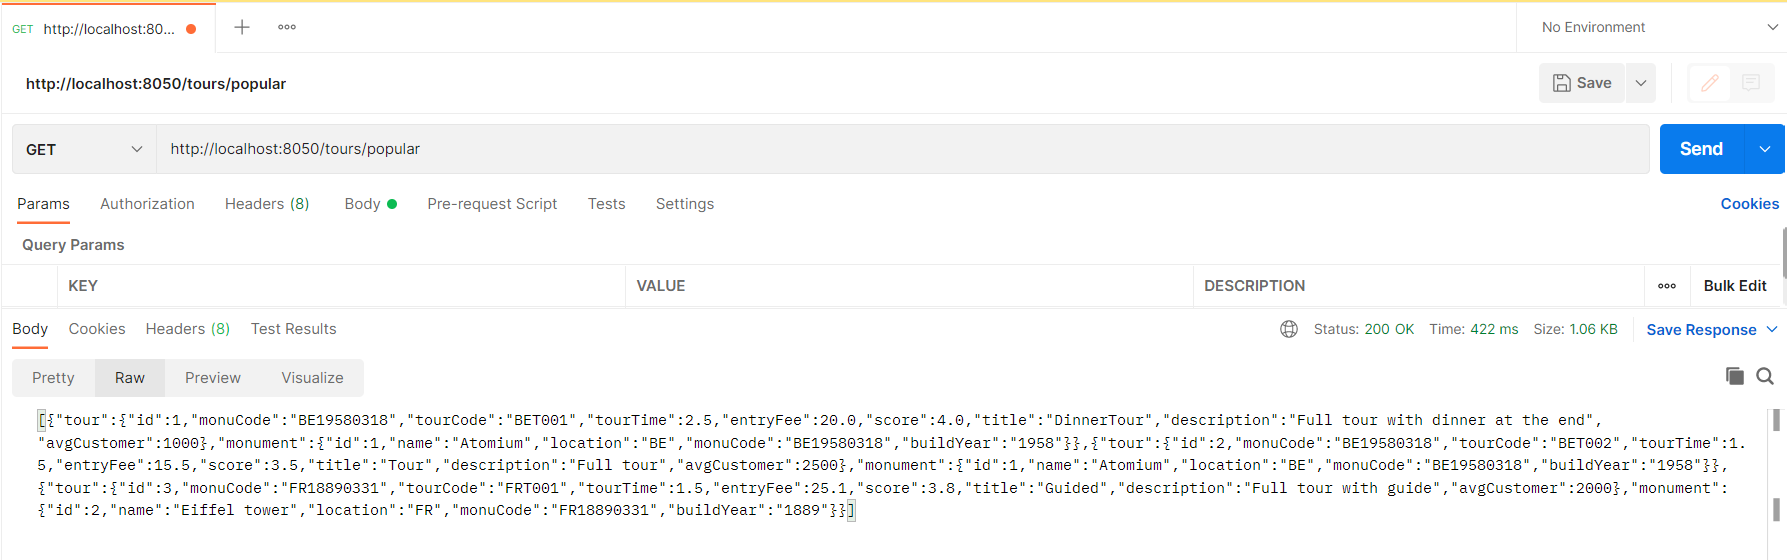 GET http://localhost:80...
No Environment
http://localhost:8050/tours/popular
Save
GET http://localhost:8050/tours/popular Send
Params Authorization Headers (8) Body Pre-request Script Tests Settings Cookies
Query Params
KEY VALUE DESCRIPTION Bulk Edit
Body Cookies Headers (8) Test Results Status: 200 OK Time: 422 ms Size: 1.06 KB Save Response
Pretty Raw Preview Visualize
[{"tour":{"id":1,"monuCode":"BE19580318","tourCode":"BET001","tourTime":2.5,"entryFee":20.0,"score":4.0,"title":"DinnerTour","description":"Full tour with dinner at the end",
"avgCustomer":1000},"monument":{"id":1,"name":"Atomium","location":"BE","monuCode":"BE19580318","buildYear":"1958"}},{"tour":{"id":2,"monuCode":"BE19580318","tourCode":"BET002","tourTime":1.
5,"entryFee":15.5,"score":3.5,"title":"Tour","description":"Full tour","avgCustomer":2500},"monument":{"id":1,"name":"Atomium","location":"BE","monuCode":"BE19580318","buildYear":"1958"}},
{"tour":{"id":3,"monuCode":"FR18890331","tourCode":"FRT001","tourTime":1.5,"entryFee":25.1,"score":3.8,"title":"Guided","description":"Full tour with guide","avgCustomer":2000},"monument":
{"id":2,"name":"Eiffel tower","location":"FR","monuCode":"FR18890331","buildYear":"1889"}}]